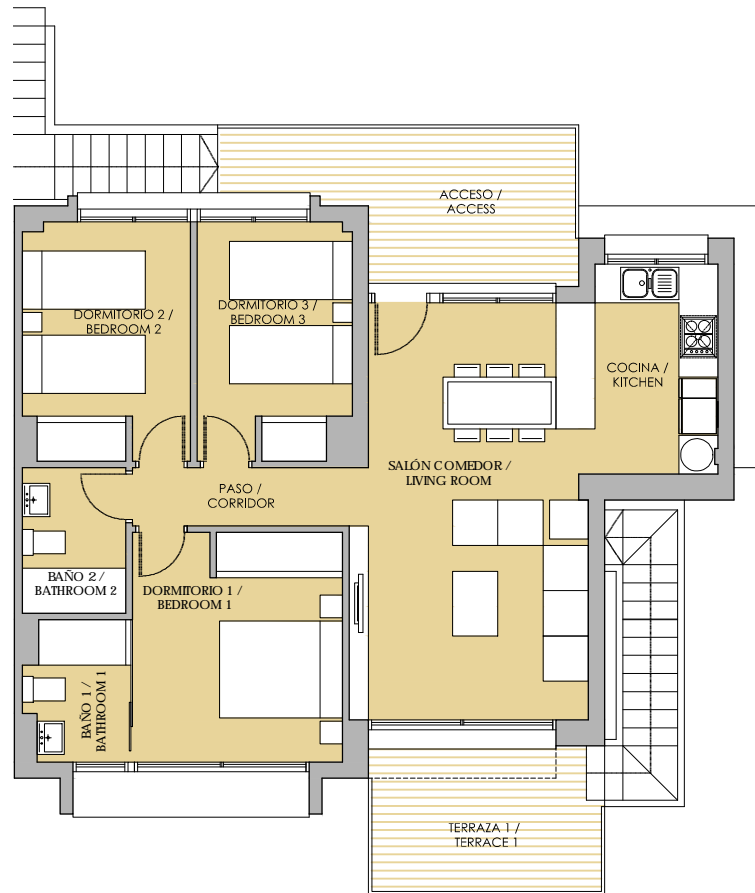 ACCESO /
ACCESS
DORMITORIO 2 /
BEDROOM 2
DORMITORIO 3 /
BEDROOM 3
COCINA /
KITCHEN
SALÓN COMEDOR /
LIVING ROOM
PASO /
CORRIDOR
BAÑO 2 /
BATHROOM 2
DORMITORIO 1 /
BEDROOM 1
BAÑO 1 /
BATHROOM 1
TERRAZA 1 /
TERRACE 1